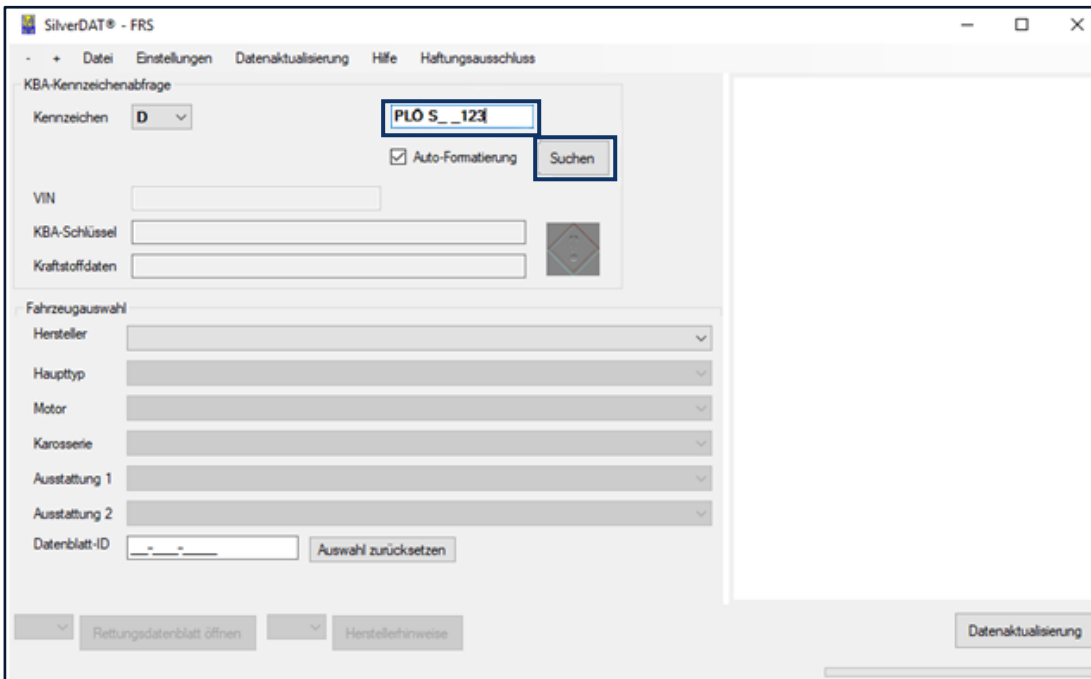 SilverDAT® - FRS
- + Datei Einstellungen Datenaktualisierung Hilfe Haftungsausschluss
KBA-Kennzeichenabfrage
Kennzeichen D PLÖ S_ _123
Auto-Formatierung Suchen
VIN
KBA-Schlüssel
Kraftstoffdaten
Fahrzeugauswahl
Hersteller
Haupttyp
Motor
Karosserie
Ausstattung 1
Ausstattung 2
Datenblatt-ID __-___-____ Auswahl zurücksetzen
Rettungsdatenblatt öffnen Herstellerhinweise Datenaktualisierung